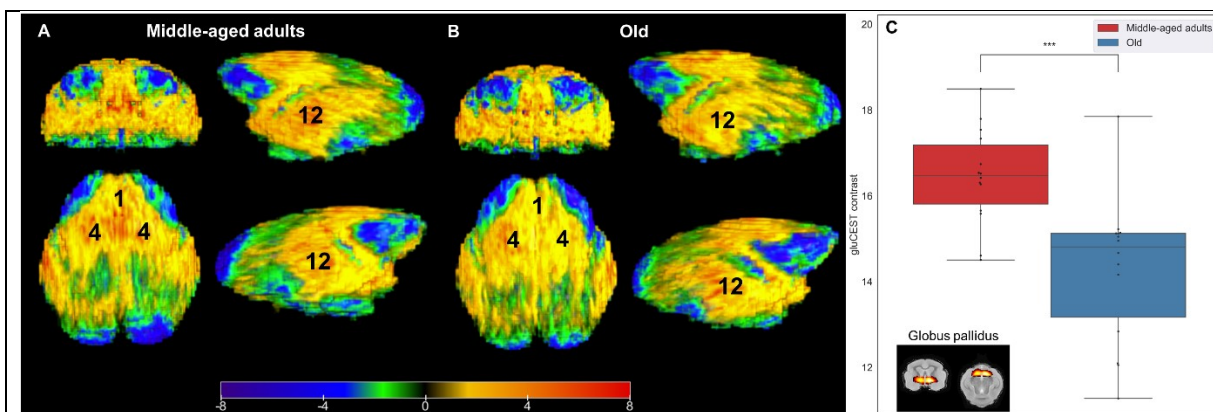 A
Middle-aged adults
B
Old
12
12
1
4 4
12
1
4 4
12
-8 -4 0 4 8
C
Middle-aged adults
Old
***
20
18
16
14
12
gluCEST contrast
Globus pallidus